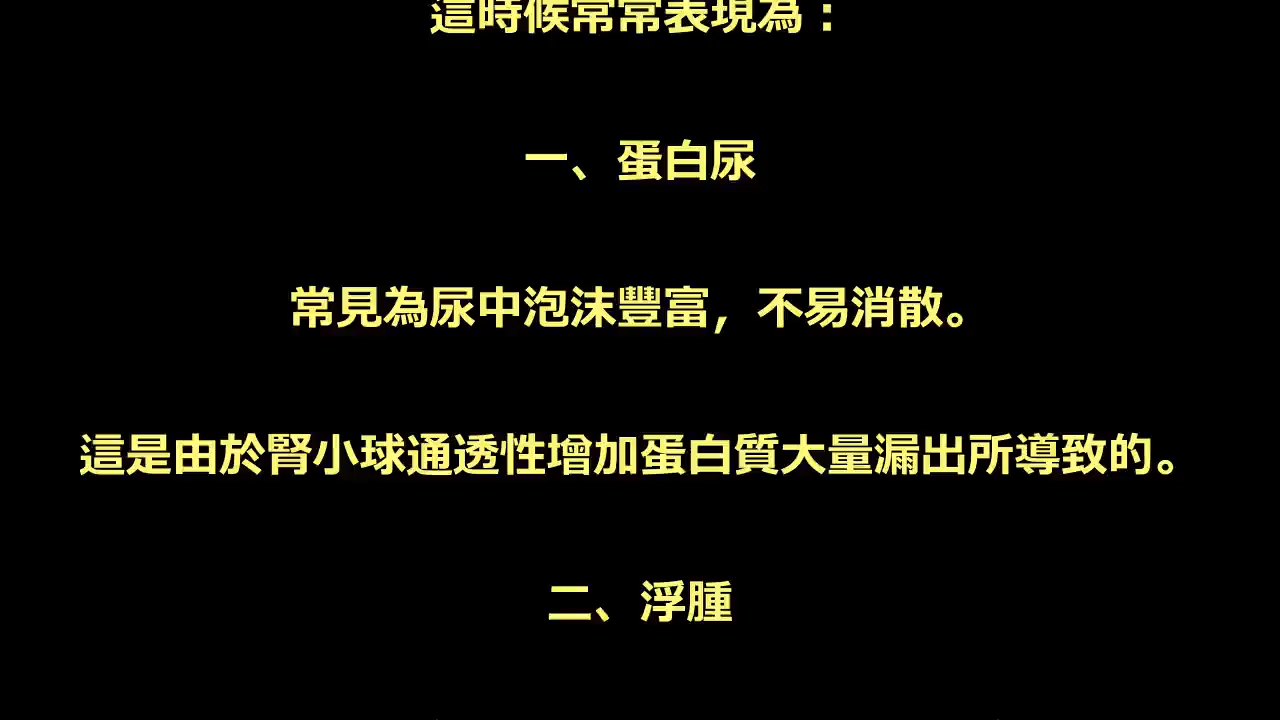 這時候常常表現為：
一、蛋白尿
常見為尿中泡沫豐富，不易消散。
這是由於腎小球通透性增加蛋白質大量漏出所導致的。
二、浮腫